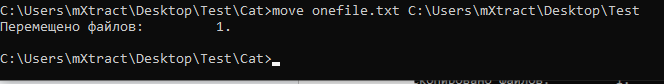 C:\Users\mXtract\Desktop\Test\Cat>move onefile.txt C:\Users\mXtract\Desktop\Test
Перемещено файлов:         1.
C:\Users\mXtract\Desktop\Test\Cat>